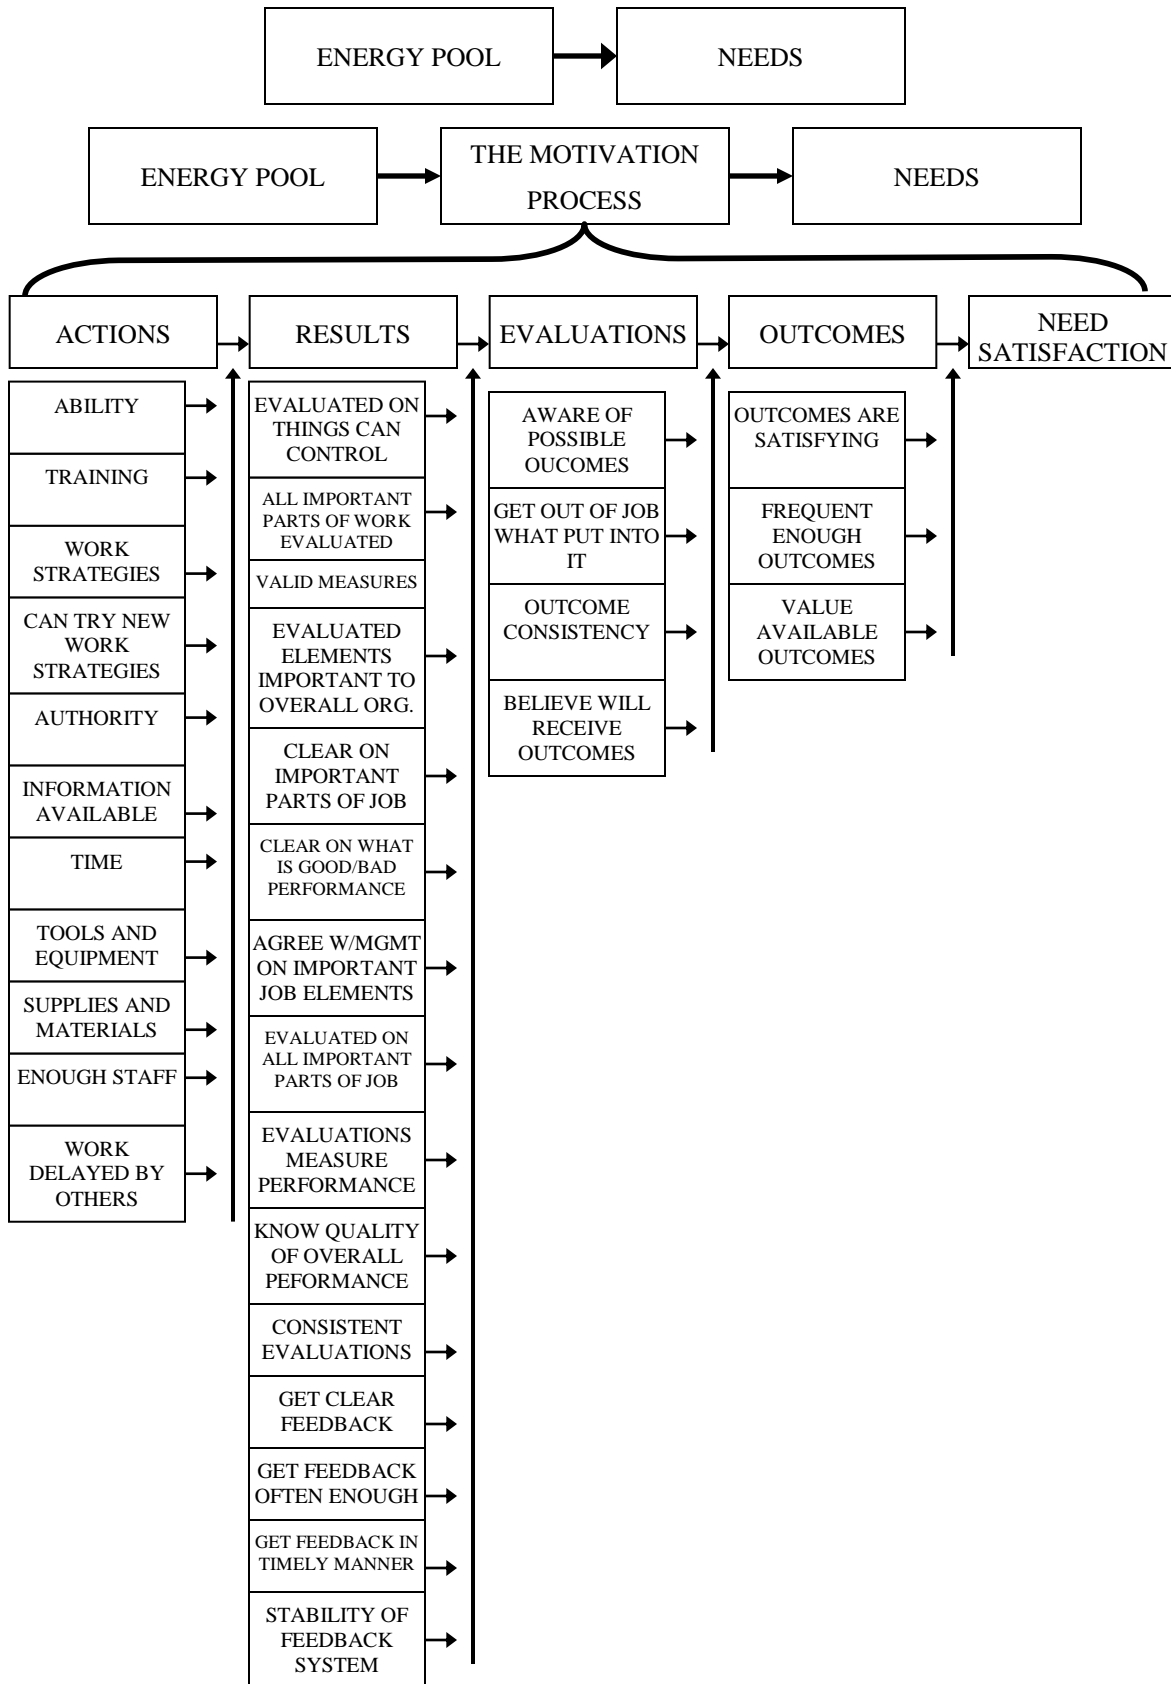 ENERGY POOL
NEEDS
ENERGY POOL
THE MOTIVATION
PROCESS
NEEDS
ACTIONS
RESULTS
EVALUATIONS
OUTCOMES
NEED
SATISFACTION
ABILITY
TRAINING
WORK
STRATEGIES
CAN TRY NEW
WORK
STRATEGIES
AUTHORITY
INFORMATION
AVAILABLE
TIME
TOOLS AND
EQUIPMENT
SUPPLIES AND
MATERIALS
ENOUGH STAFF
WORK
DELAYED BY
OTHERS
EVALUATED ON
THINGS CAN
CONTROL
ALL IMPORTANT
PARTS OF WORK
EVALUATED
VALID MEASURES
EVALUATED
ELEMENTS
IMPORTANT TO
OVERALL ORG.
CLEAR ON
IMPORTANT
PARTS OF JOB
CLEAR ON WHAT
IS GOOD/BAD
PERFORMANCE
AGREE W/MGMT
ON IMPORTANT
JOB ELEMENTS
EVALUATED ON
ALL IMPORTANT
PARTS OF JOB
EVALUATIONS
MEASURE
PERFORMANCE
KNOW QUALITY
OF OVERALL
PEFORMANCE
CONSISTENT
EVALUATIONS
GET CLEAR
FEEDBACK
GET FEEDBACK
OFTEN ENOUGH
GET FEEDBACK IN
TIMELY MANNER
STABILITY OF
FEEDBACK
SYSTEM
AWARE OF
POSSIBLE
OUCOMES
GET OUT OF JOB
WHAT PUT INTO
IT
OUTCOME
CONSISTENCY
BELIEVE WILL
RECEIVE
OUTCOMES
OUTCOMES ARE
SATISFYING
FREQUENT
ENOUGH
OUTCOMES
VALUE
AVAILABLE
OUTCOMES